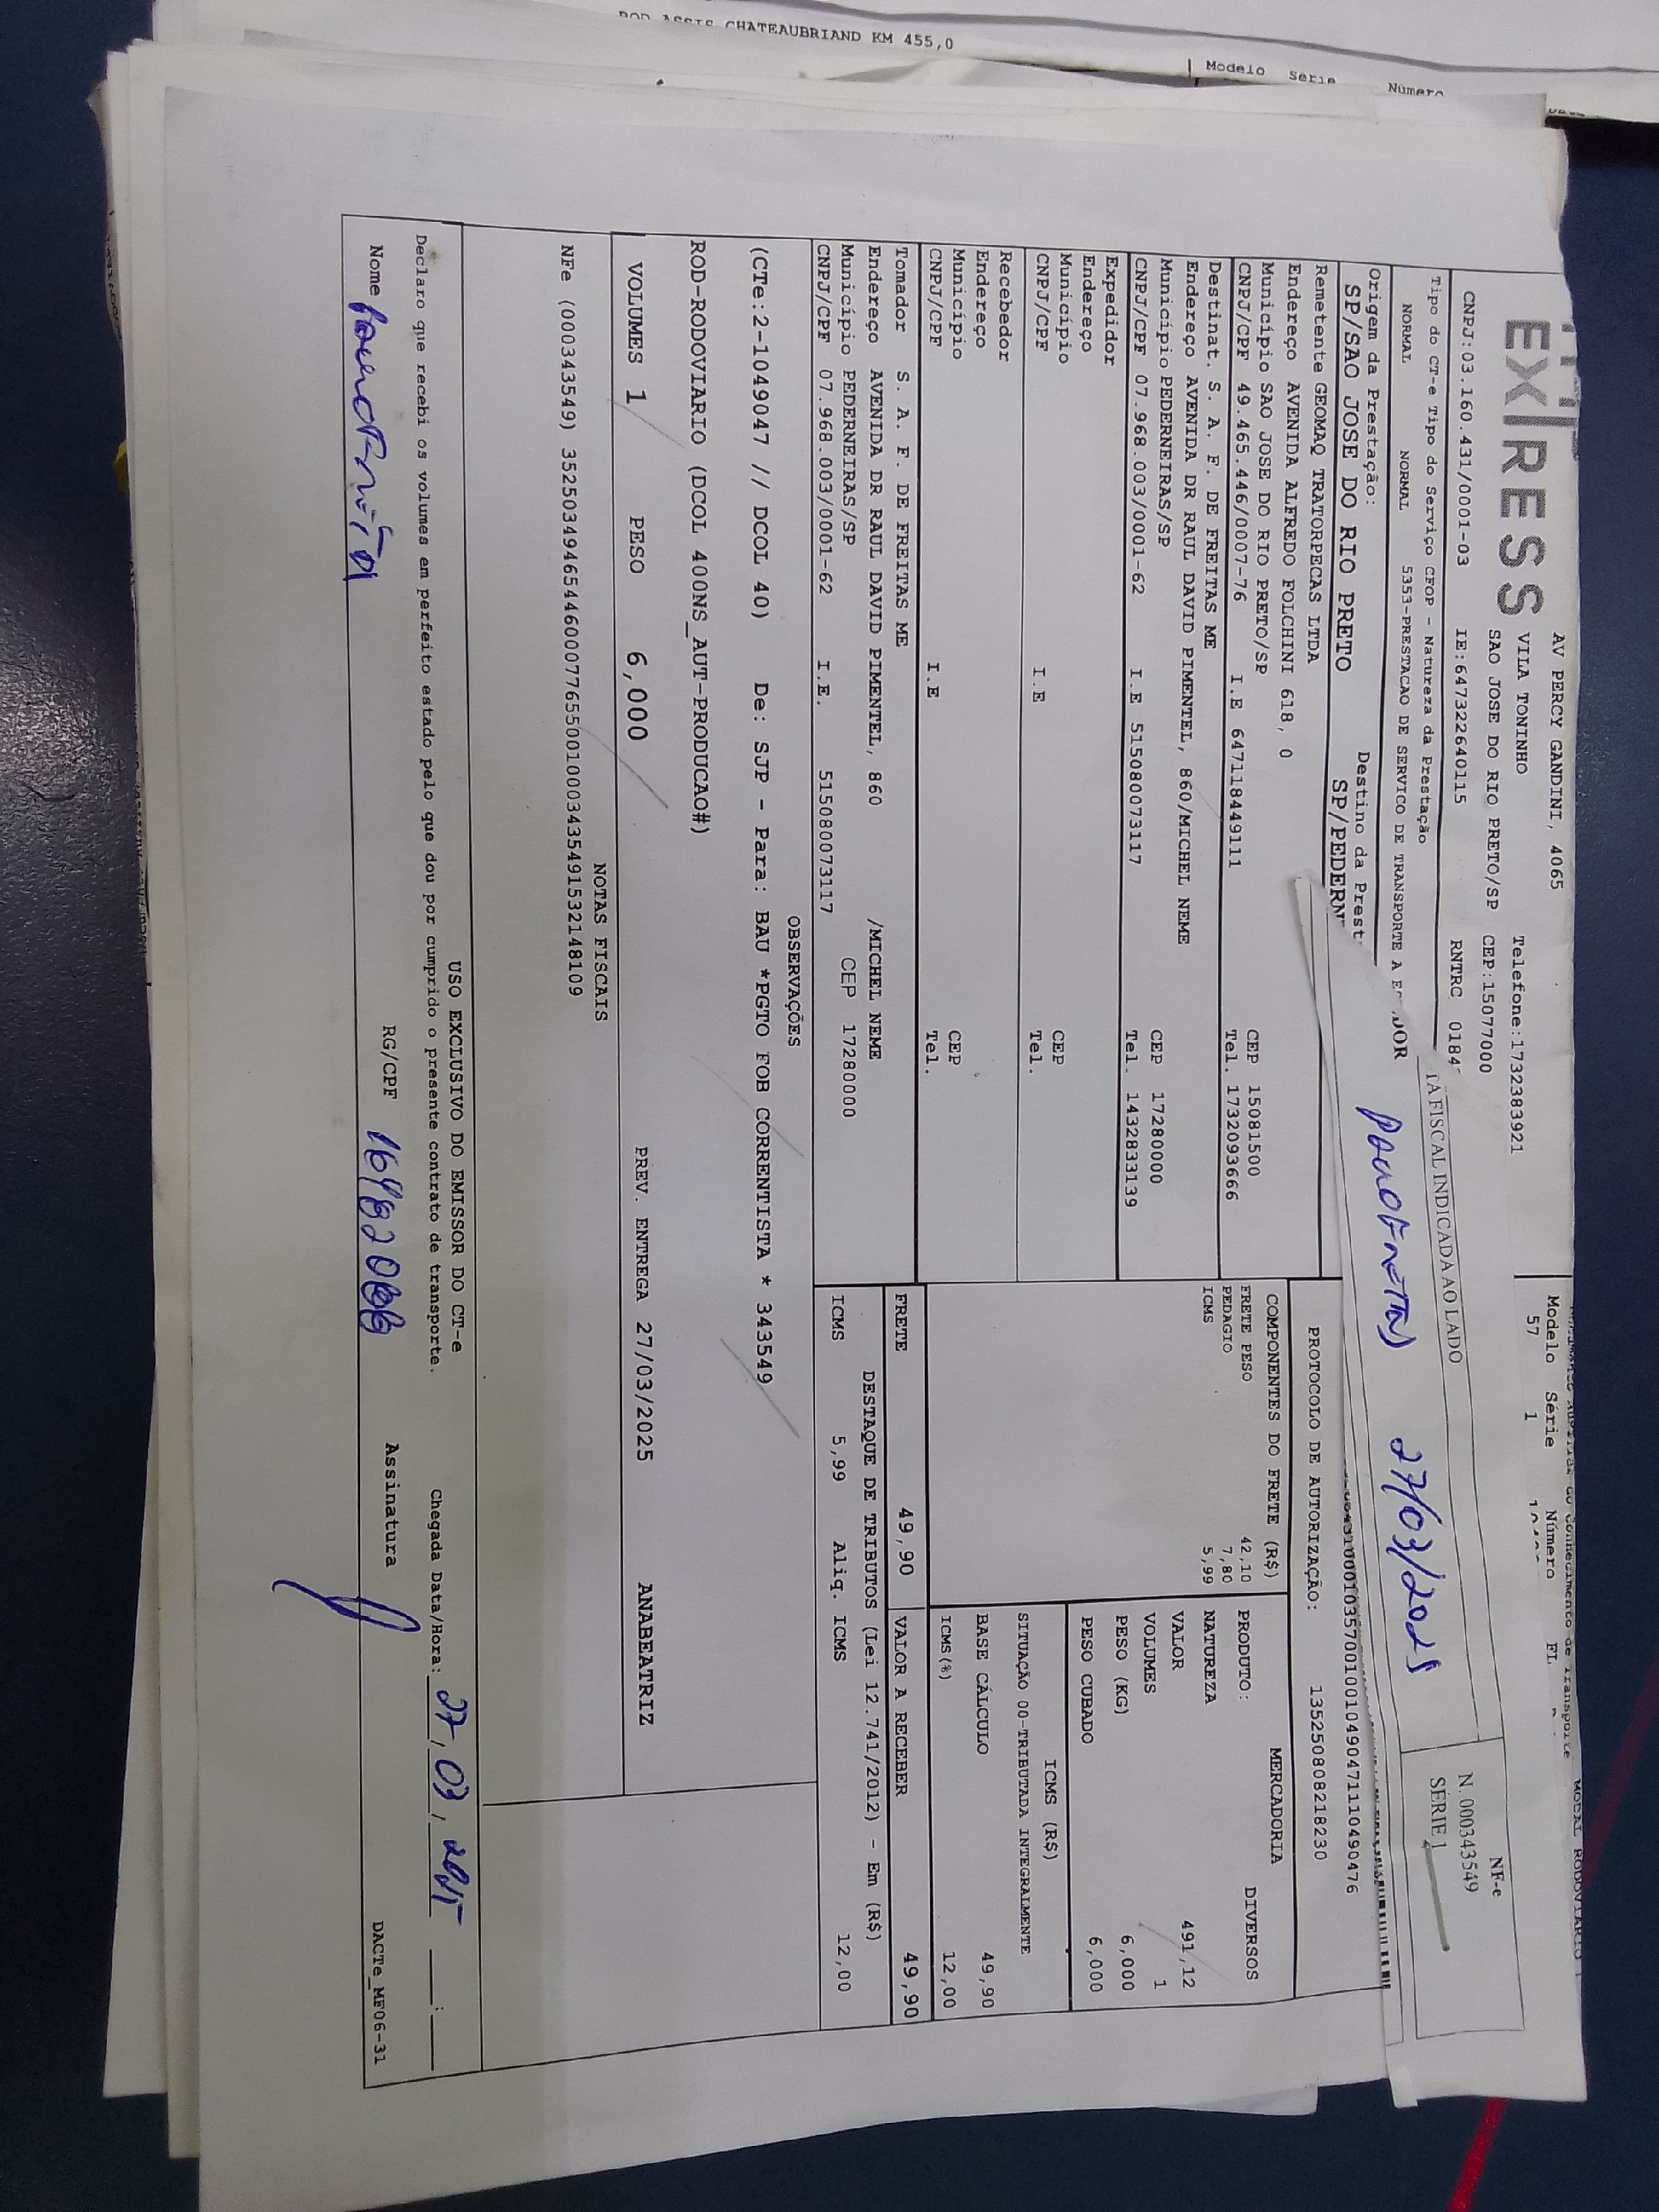 ROD ASSIS CHATEAUBRIAND KM 455,0
Modelo Série Número
MODAL RODOVIARIO
EXPRESS
AV PERCY GANDINI, 4065
VILA TONINHO
SAO JOSE DO RIO PRETO/SP
Telefone:1732383921
CEP:15077000
CNPJ:03.160.431/0001-03 IE:647322640115 RNTRC 0184
Modelo Série Número FL
57 1
Tipo do CT-e Tipo do Serviço CFOP - Natureza da Prestação
NORMAL NORMAL 5353-PRESTACAO DE SERVICO DE TRANSPORTE A
TA FISCAL INDICADA AO LADO
NF-e
N. 000343549
SÉRIE 1
27/03/2025
Origem da Prestação: Destino da Prest
SP/SAO JOSE DO RIO PRETO SP/PEDERN
PROTOCOLO DE AUTORIZAÇÃO: 135250808218230
Remetente GEOMAQ TRATORPECAS LTDA
Endereço AVENIDA ALFREDO FOLCHINI 618, 0
Município SAO JOSE DO RIO PRETO/SP CEP 15081500
CNPJ/CPF 49.465.446/0007-76 I.E 647118449111 Tel. 1732093666
Destinat. S. A. F. DE FREITAS ME
Endereço AVENIDA DR RAUL DAVID PIMENTEL, 860/MICHEL NEME
Município PEDERNEIRAS/SP CEP 17280000
CNPJ/CPF 07.968.003/0001-62 I.E 515080073117 Tel. 1432833139
Expedidor
Endereço
Município CEP
CNPJ/CPF I.E Tel.
Recebedor
Endereço
Município CEP
CNPJ/CPF I.E Tel.
Tomador S. A. F. DE FREITAS ME
Endereço AVENIDA DR RAUL DAVID PIMENTEL, 860 /MICHEL NEME
Município PEDERNEIRAS/SP CEP 17280000
CNPJ/CPF 07.968.003/0001-62 I.E. 515080073117
COMPONENTES DO FRETE (R$)
FRETE PESO 42,10
PEDAGIO 7,80
ICMS 5,99
MERCADORIA
PRODUTO: DIVERSOS
NATUREZA
VALOR 491,12
VOLUMES 1
PESO (KG) 6,000
PESO CUBADO 6,000
ICMS (R$)
SITUAÇÃO 00-TRIBUTADA INTEGRALMENTE
BASE CÁLCULO 49,90
ICMS(%) 12,00
FRETE 49,90 VALOR A RECEBER 49,90
DESTAQUE DE TRIBUTOS (Lei 12.741/2012) - Em (R$)
ICMS 5,99 Aliq. ICMS 12,00
OBSERVAÇÕES
(CTe:2-1049047 // DCOL 40) De: SJP - Para: BAU *PGTO FOB CORRENTISTA * 343549
ROD-RODOVIARIO (DCOL 400NS_AUT-PRODUCAO#)
VOLUMES 1 PESO 6,000 PREV. ENTREGA 27/03/2025 ANABEATRIZ
NOTAS FISCAIS
NFe (000343549) 35250349465446000776550010003435491532148109
USO EXCLUSIVO DO EMISSOR DO CT-e
Declaro que recebi os volumes em perfeito estado pelo que dou por cumprido o presente contrato de transporte. Chegada Data/Hora: 27,03,2025 __:__
Nome RG/CPF Assinatura
DACTe_MF06-31